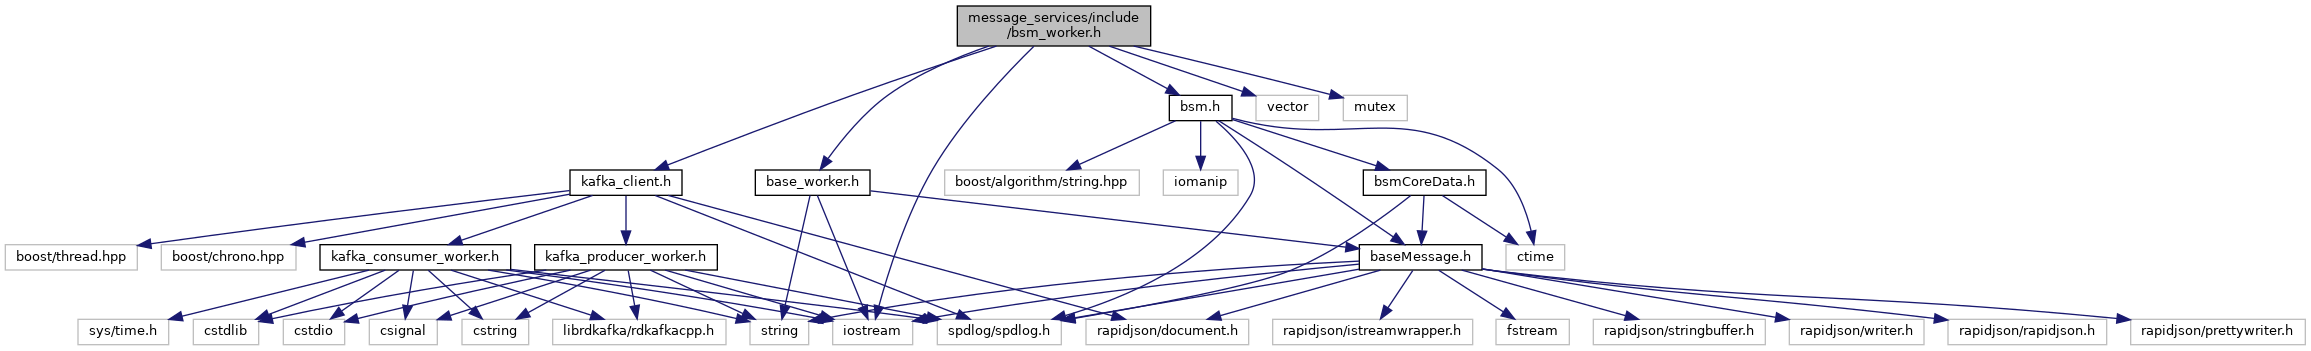 message_services/include
/bsm_worker.h
bsm.h
vector
mutex
kafka_client.h
base_worker.h
boost/algorithm/string.hpp
iomanip
bsmCoreData.h
boost/thread.hpp
boost/chrono.hpp
kafka_consumer_worker.h
kafka_producer_worker.h
baseMessage.h
ctime
sys/time.h
cstdlib
cstdio
csignal
cstring
librdkafka/rdkafkacpp.h
string
iostream
spdlog/spdlog.h
rapidjson/document.h
rapidjson/istreamwrapper.h
fstream
rapidjson/stringbuffer.h
rapidjson/writer.h
rapidjson/rapidjson.h
rapidjson/prettywriter.h